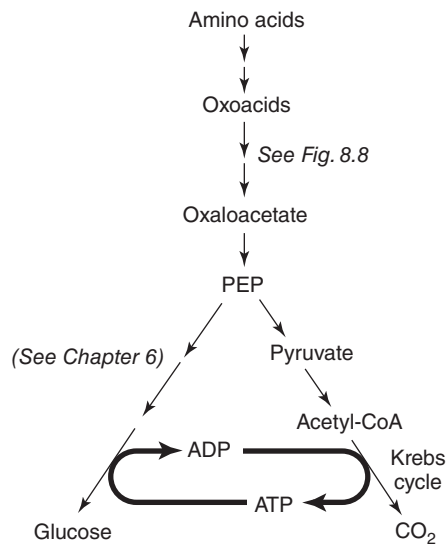 Amino acids
Oxoacids
See Fig. 8.8
Oxaloacetate
PEP
(See Chapter 6)
Pyruvate
Acetyl-CoA
ADP
Krebs
cycle
ATP
Glucose
CO₂